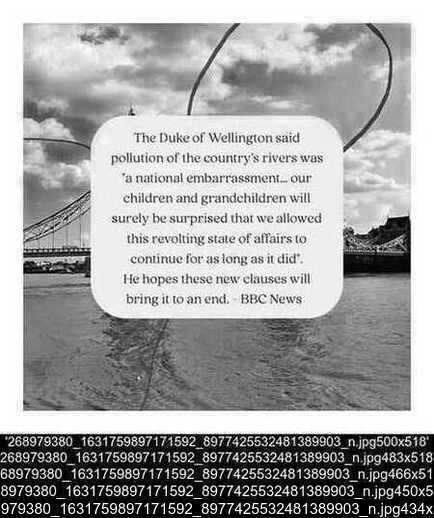 The Duke of Wellington said
pollution of the country's rivers was
"a national embarrassment... our
children and grandchildren will
surely be surprised that we allowed
this revolting state of affairs to
continue for as long as it did".
He hopes these new clauses will
bring it to an end. - BBC News
'268979380_1631759897171592_8977425532481389903_n.jpg500x518'
268979380_1631759897171592_8977425532481389903_n.jpg483x518
68979380_1631759897171592_8977425532481389903_n.jpg466x51
8979380_1631759897171592_8977425532481389903_n.jpg450x5
979380_1631759897171592_8977425532481389903_n.jpg434x